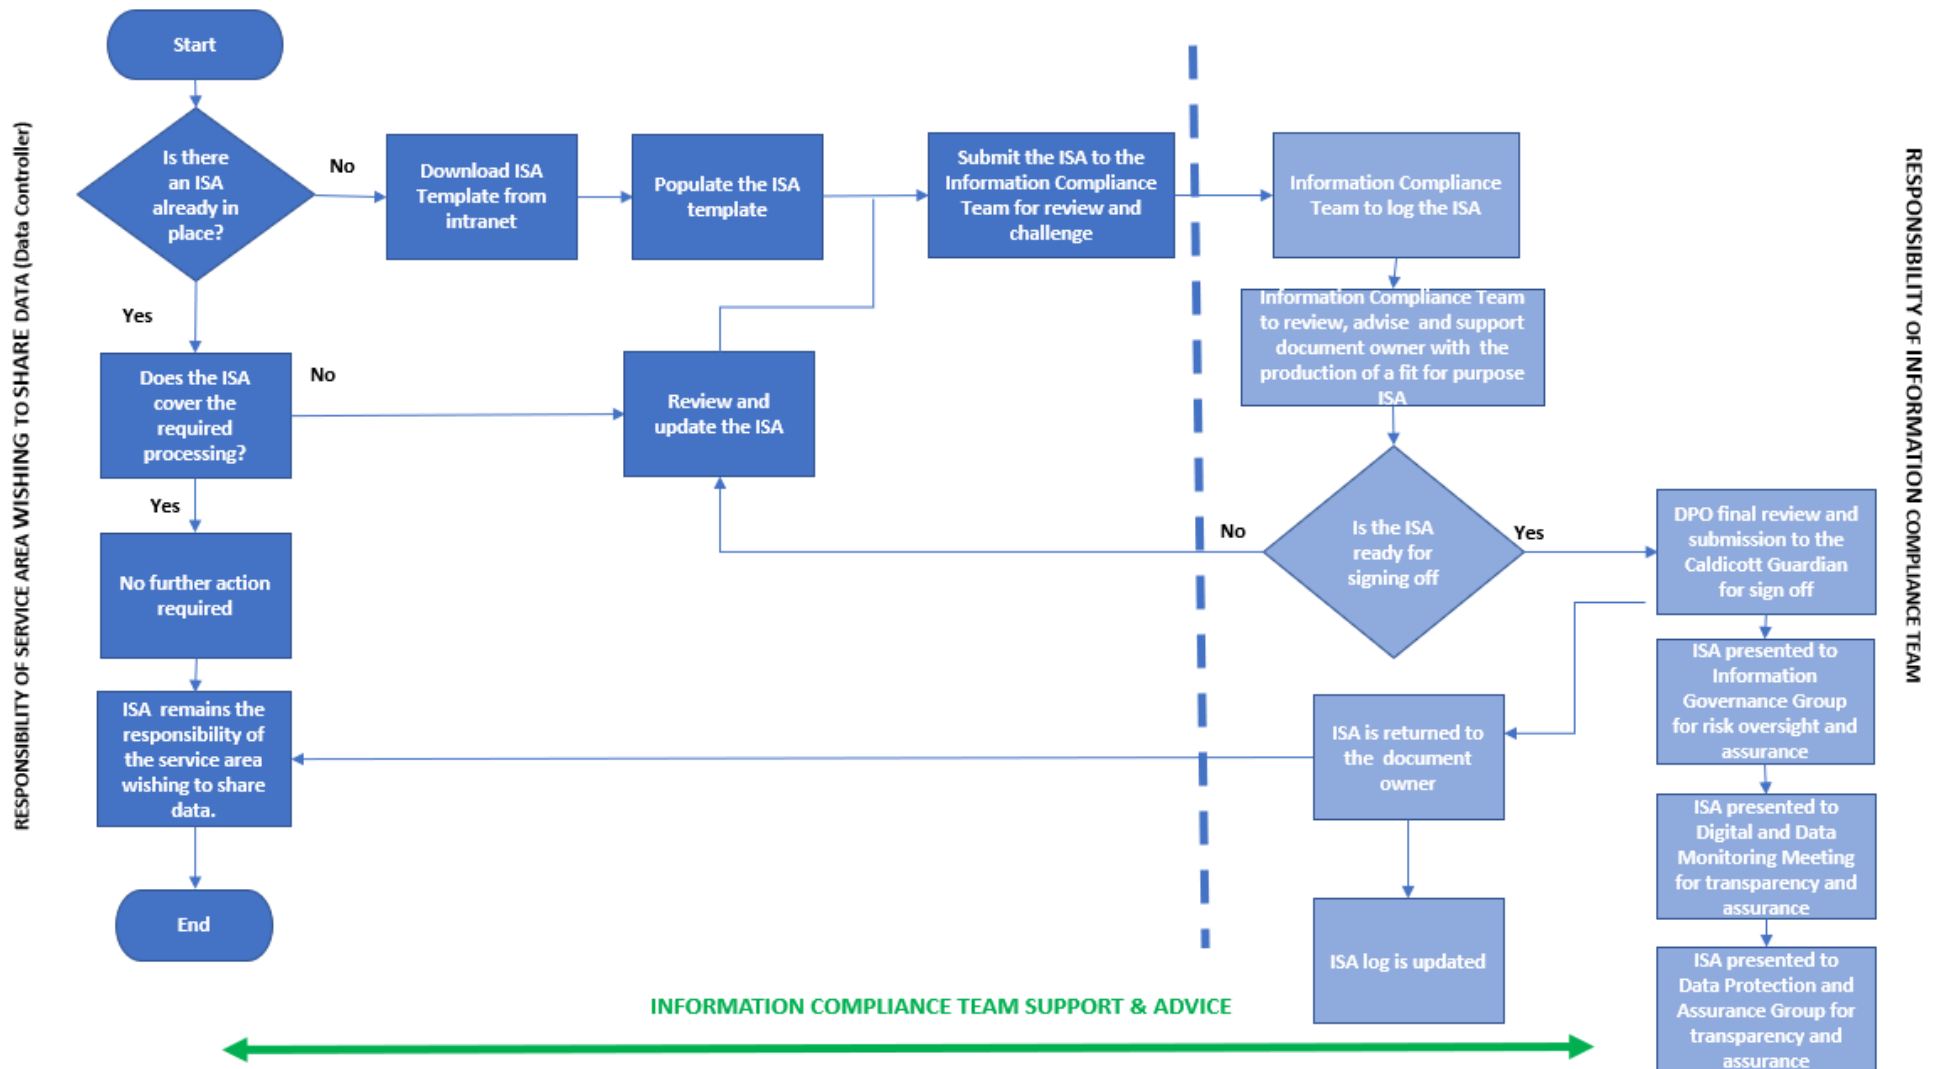 Start
RESPONSIBILITY OF SERVICE AREA WISHING TO SHARE DATA (Data Controller)
Is there
an ISA
already in
place?
No
Download ISA
Template from
intranet
Populate the ISA
template
Submit the ISA to the
Information Compliance
Team for review and
challenge
Information Compliance
Team to log the ISA
RESPONSIBILITY OF INFORMATION COMPLIANCE TEAM
Yes
Information Compliance Team
to review, advise and support
document owner with the
production of a fit for purpose
ISA
Does the ISA
cover the
required
processing?
No
Review and
update the ISA
Yes
No
Is the ISA
ready for
signing off
Yes
DPO final review and
submission to the
Caldicott Guardian
for sign off
No further action
required
ISA presented to
Information
Governance Group
for risk oversight and
assurance
ISA remains the
responsibility of
the service area
wishing to share
data.
ISA is returned to
the document
owner
ISA presented to
Digital and Data
Monitoring Meeting
for transparency and
assurance
End
ISA log is updated
ISA presented to
Data Protection and
Assurance Group for
transparency and
assurance
INFORMATION COMPLIANCE TEAM SUPPORT & ADVICE